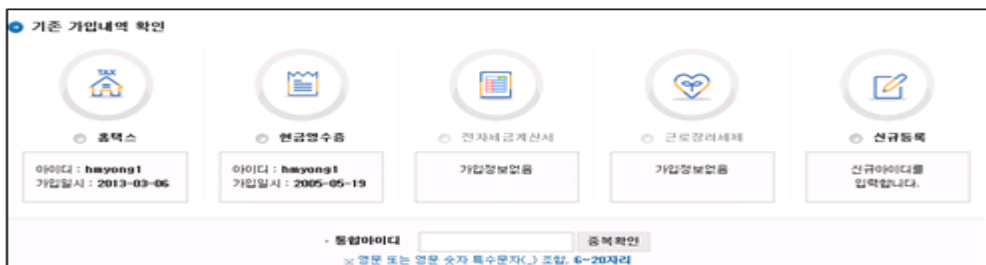 기존 가입내역 확인
TAX
홈택스
현금영수증
전자세금계산서
근로장려세제
신규등록
아이디 : hmyong1
가입일시 : 2013-03-06
아이디 : hmyong1
가입일시 : 2005-05-19
가입정보없음
가입정보없음
신규아이디를
입력합니다.
- 통합아이디
중복확인
※ 영문 또는 영문 숫자 특수문자(_) 조합, 6~20자리